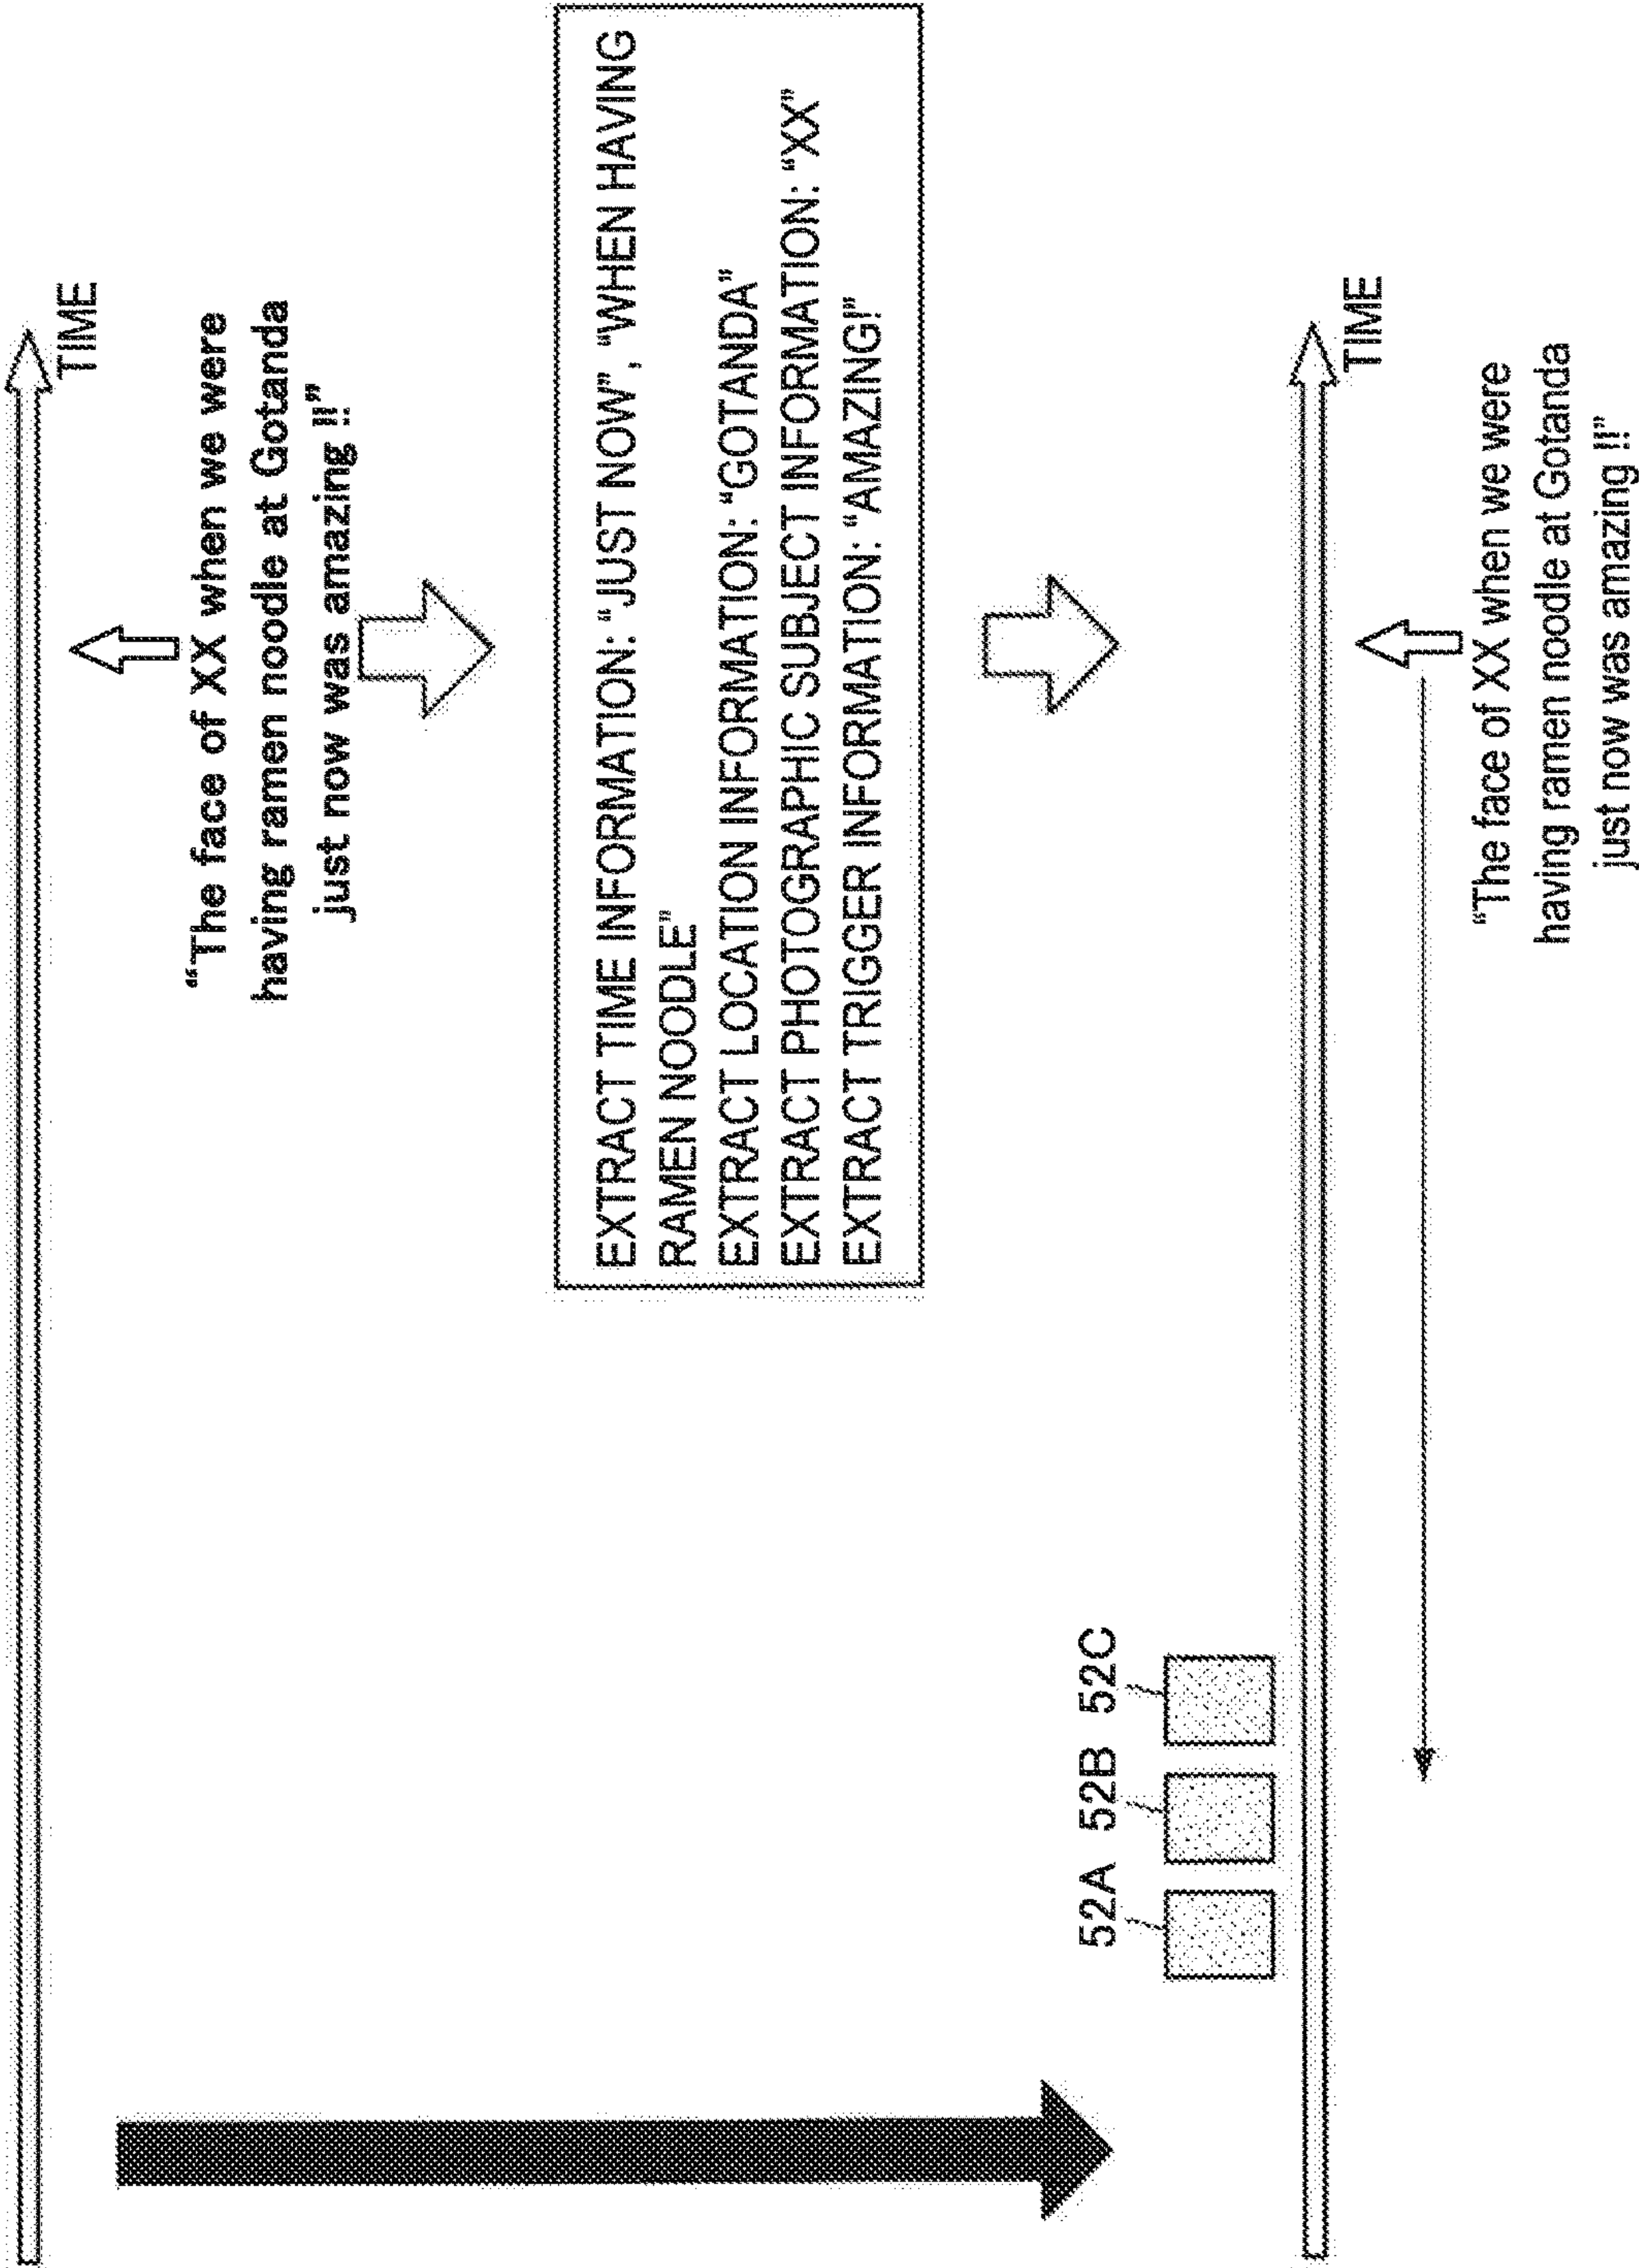 TIME
“The face of XX when we were
having ramen noodle at Gotanda
just now was amazing !!”
EXTRACT TIME INFORMATION: “JUST NOW”, “WHEN HAVING
RAMEN NOODLE”
EXTRACT LOCATION INFORMATION: “GOTANDA”
EXTRACT PHOTOGRAPHIC SUBJECT INFORMATION: “XX”
EXTRACT TRIGGER INFORMATION: “AMAZING!”
52A 52B 52C
TIME
“The face of XX when we were
having ramen noodle at Gotanda
just now was amazing !!”